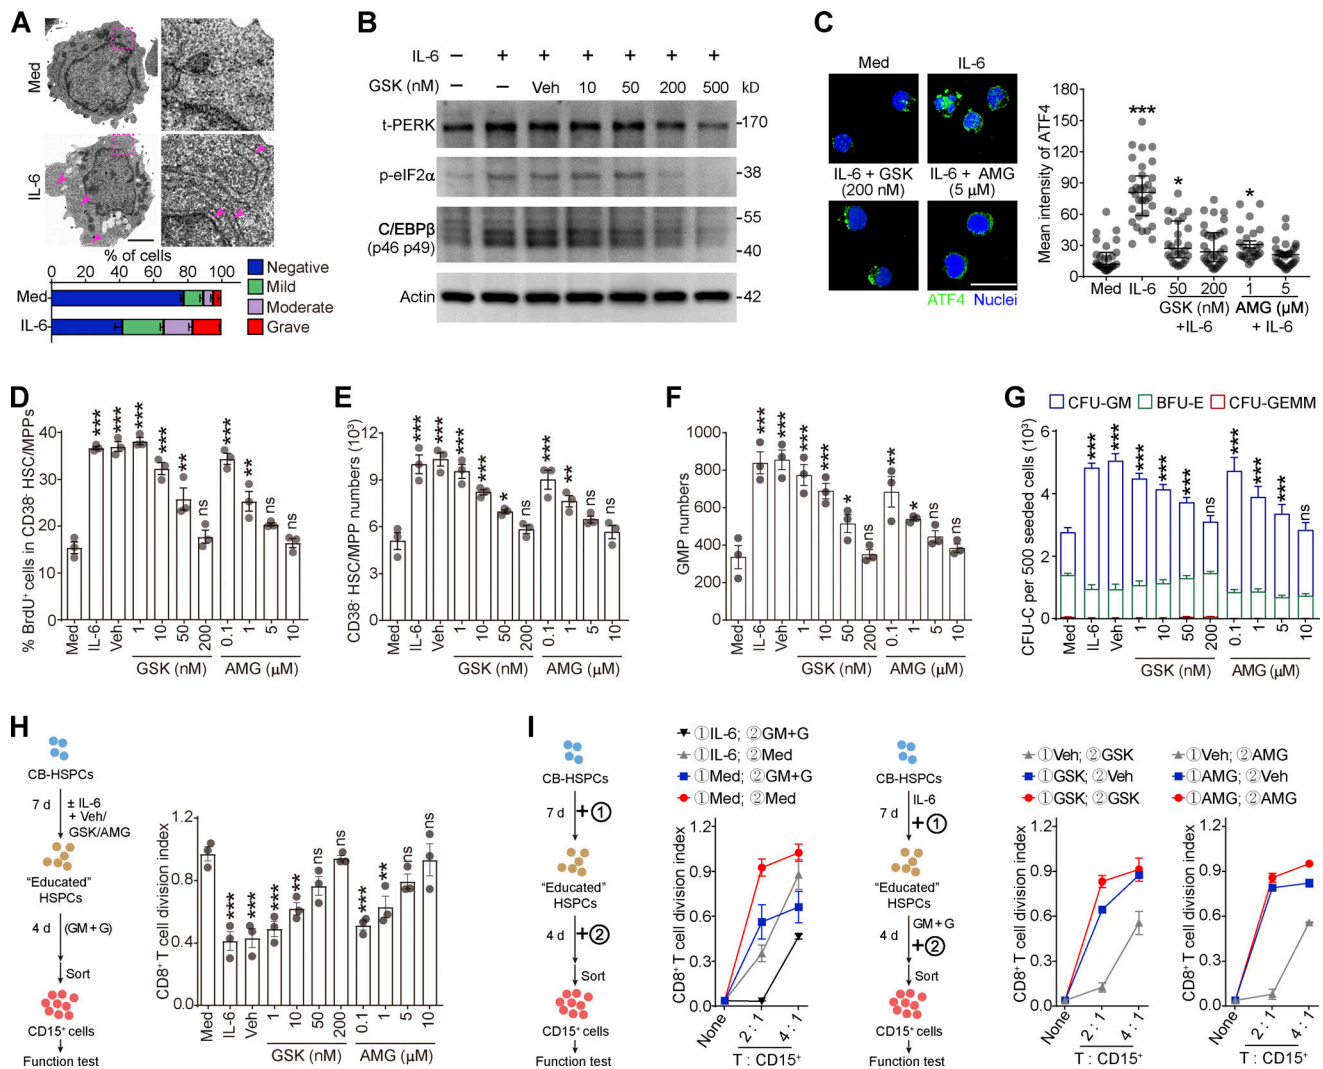 A
Med
IL-6
% of cells
0 20 40 60 80 100
Med
IL-6
Negative
Mild
Moderate
Grave
B
IL-6 − + + + + + +
GSK (nM) − − Veh 10 50 200 500 kD
t-PERK -170
p-eIF2α -38
C/EBPβ
(p46 p49)
-55
-40
Actin -42
C
Med IL-6
IL-6 + GSK
(200 nM)
IL-6 + AMG
(5 μM)
ATF4 Nuclei
Mean intensity of ATF4
180
150
120
90
60
30
0
*** * *
Med IL-6 50 200 1 5
GSK (nM)
+IL-6
AMG (μM)
+ IL-6
D
% BrdU⁺ cells in CD38⁻ HSC/MPPs
40
30
20
10
0
*** *** *** *** ** ns *** ** ns ns
Med IL-6 Veh 1 10 50 200 0.1 1 5 10
GSK (nM) AMG (μM)
E
CD38⁻ HSC/MPP numbers (10³)
12
9
6
3
0
*** *** *** *** * ns *** ** ns ns
Med IL-6 Veh 1 10 50 200 0.1 1 5 10
GSK (nM) AMG (μM)
F
GMP numbers
1000
800
600
400
200
0
*** *** *** *** * ns ** * ns ns
Med IL-6 Veh 1 10 50 200 0.1 1 5 10
GSK (nM) AMG (μM)
G
CFU-GM BFU-E CFU-GEMM
CFU-C per 500 seeded cells (10³)
6
4
2
0
*** *** *** *** *** ns *** *** *** ns
Med IL-6 Veh 1 10 50 200 0.1 1 5 10
GSK (nM) AMG (μM)
H
CB-HSPCs
7 d
± IL-6
+ Veh/
GSK/AMG
“Educated”
HSPCs
4 d (GM + G)
Sort
CD15⁺ cells
Function test
CD8⁺ T cell division index
1.2
0.9
0.6
0.4
0.0
*** *** *** ** ns ns *** ** ns ns
Med IL-6 Veh 1 10 50 200 0.1 1 5 10
GSK (nM) AMG (μM)
I
CB-HSPCs
7 d +①
“Educated”
HSPCs
4 d +②
Sort
CD15⁺ cells
Function test
①IL-6; ②GM+G
①IL-6; ②Med
①Med; ②GM+G
①Med; ②Med
CD8⁺ T cell division index
1.2
0.9
0.6
0.3
0.0
None 2 : 1 4 : 1
T : CD15⁺
CB-HSPCs
7 d IL-6
+①
“Educated”
HSPCs
4 d GM+G
+②
Sort
CD15⁺ cells
Function test
①Veh; ②GSK
①GSK; ②Veh
①GSK; ②GSK
CD8⁺ T cell division index
1.2
0.9
0.6
0.3
0.0
None 2 : 1 4 : 1
T : CD15⁺
①Veh; ②AMG
①AMG; ②Veh
①AMG; ②AMG
CD8⁺ T cell division index
1.2
0.9
0.6
0.3
0.0
None 2 : 1 4 : 1
T : CD15⁺